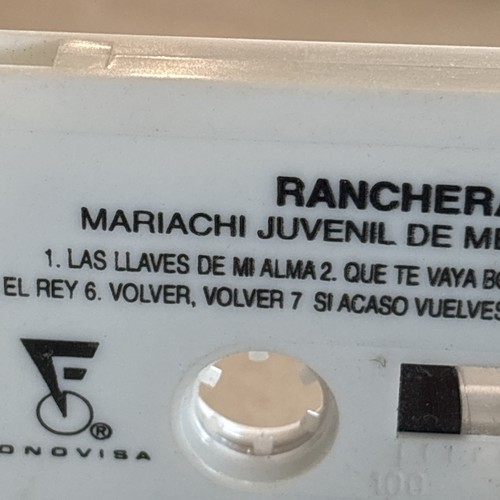 RANCHERA
MARIACHI JUVENIL DE ME
1. LAS LLAVES DE MI ALMA 2. QUE TE VAYA BO
EL REY 6. VOLVER, VOLVER 7 SI ACASO VUELVES
®
ONOVISA
100